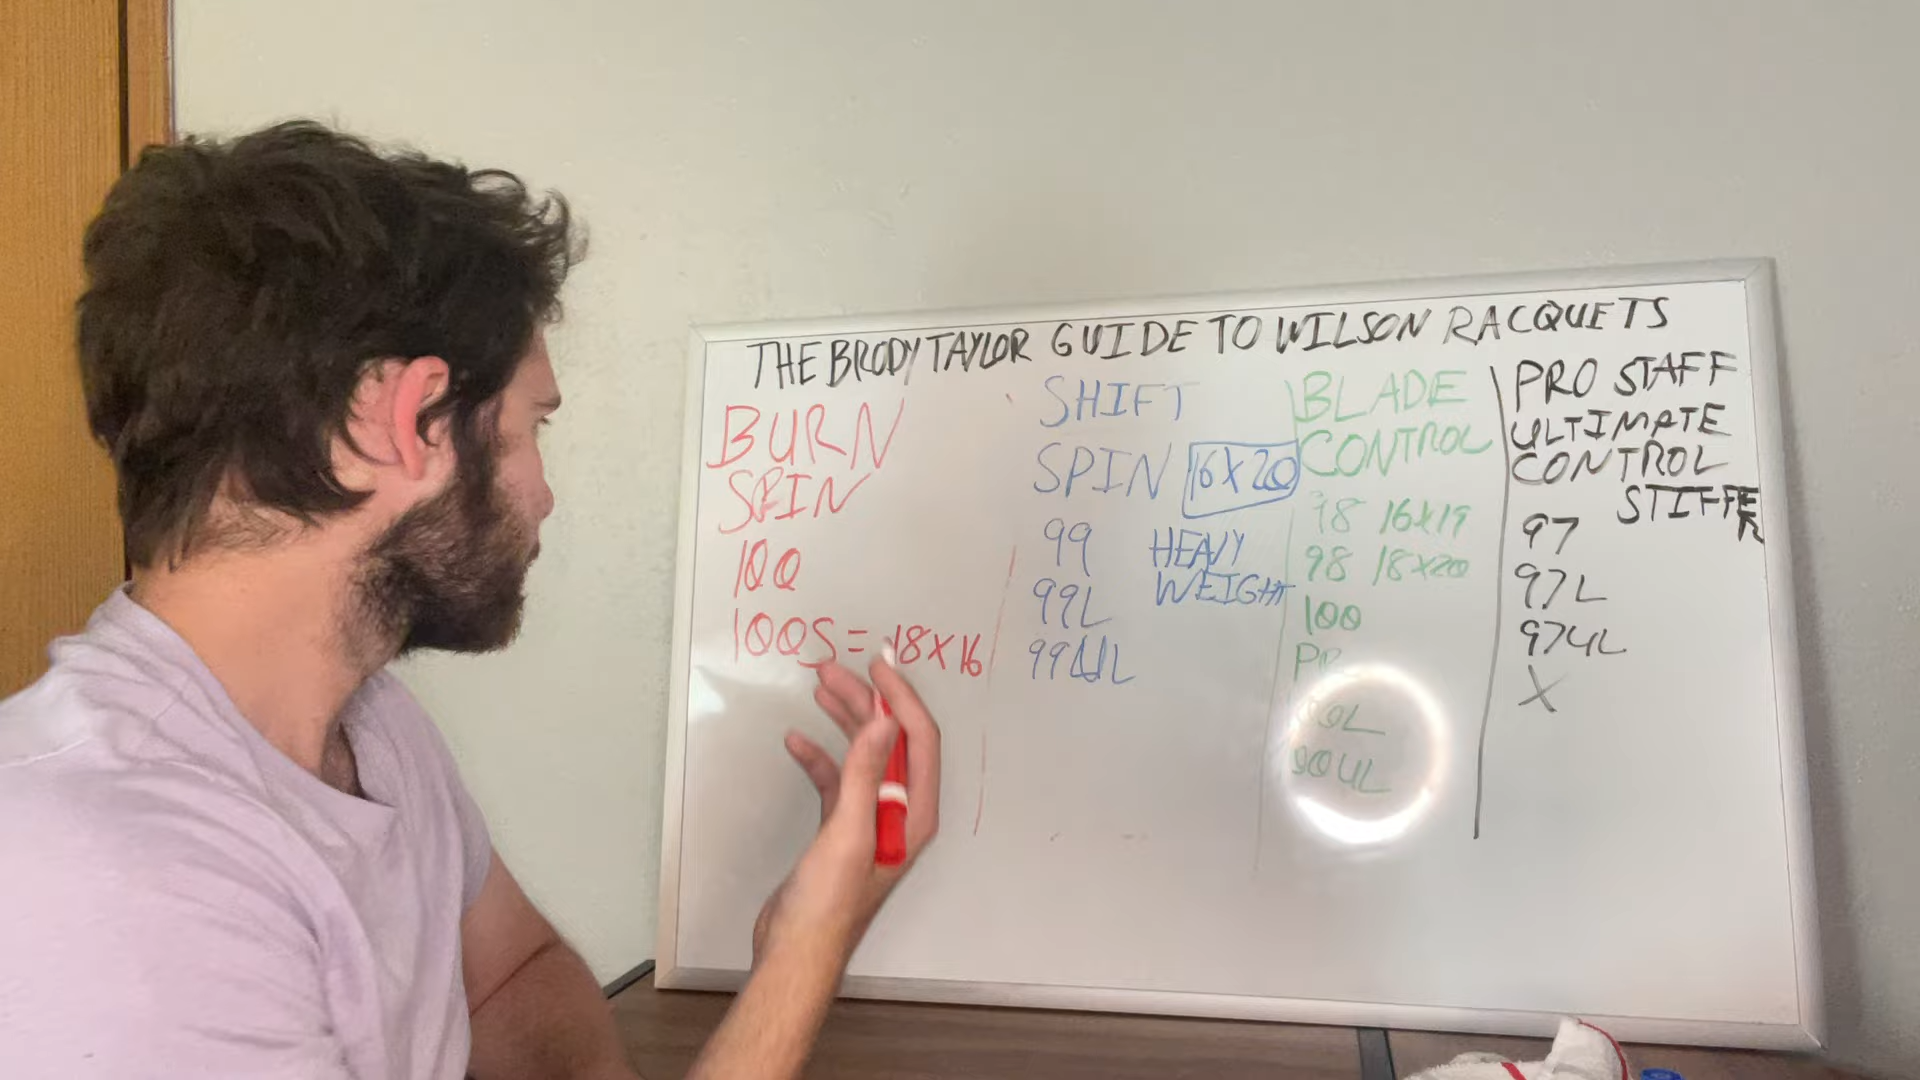 THE BRODY TAYLOR GUIDE TO WILSON RACQUETS
BURN
SPIN
100
100S = 18X16
SHIFT
SPIN 16X20
99 HEAVY
99L WEIGHT
99UL
BLADE
CONTROL
98 16X19
98 18X20
100
PRO STAFF
ULTIMATE
CONTROL
STIFFER
97
97L
97UL
X